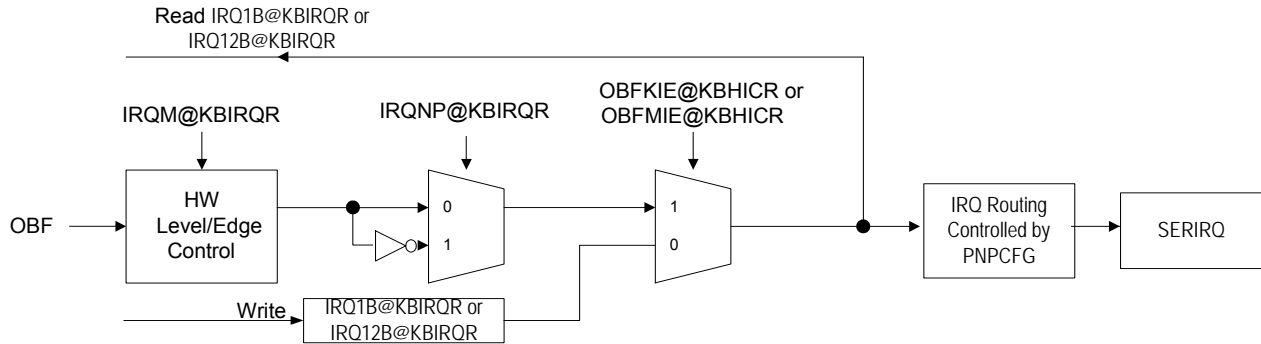 Read IRQ1B@KBIRQR or
IRQ12B@KBIRQR
IRQM@KBIRQR
IRQNP@KBIRQR
OBFKIE@KBHICR or
OBFMIE@KBHICR
OBF
HW
Level/Edge
Control
0
1
1
0
IRQ Routing
Controlled by
PNPCFG
SERIRQ
Write
IRQ1B@KBIRQR or
IRQ12B@KBIRQR